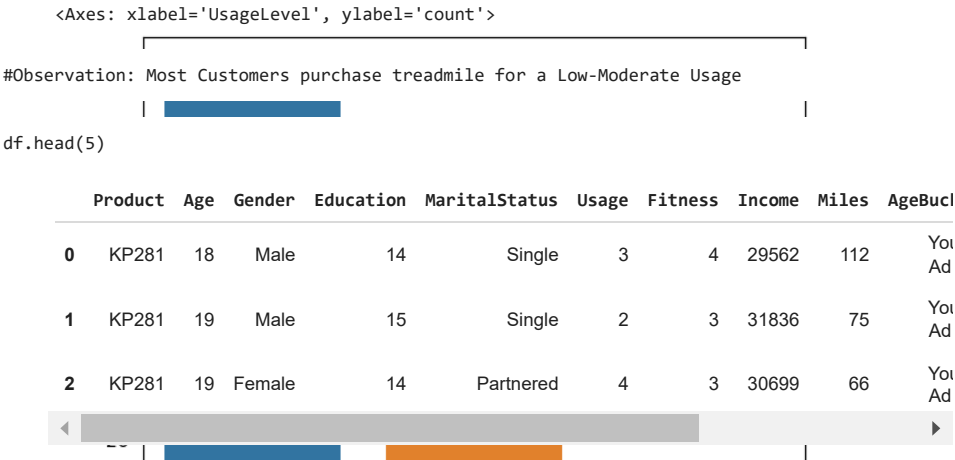 <Axes: xlabel='UsageLevel', ylabel='count'>
#Observation: Most Customers purchase treadmile for a Low-Moderate Usage
df.head(5)
Product Age Gender Education MaritalStatus Usage Fitness Income Miles
0 KP281 18 Male 14 Single 3 4 29562 112
1 KP281 19 Male 15 Single 2 3 31836 75
2 KP281 19 Female 14 Partnered 4 3 30699 66